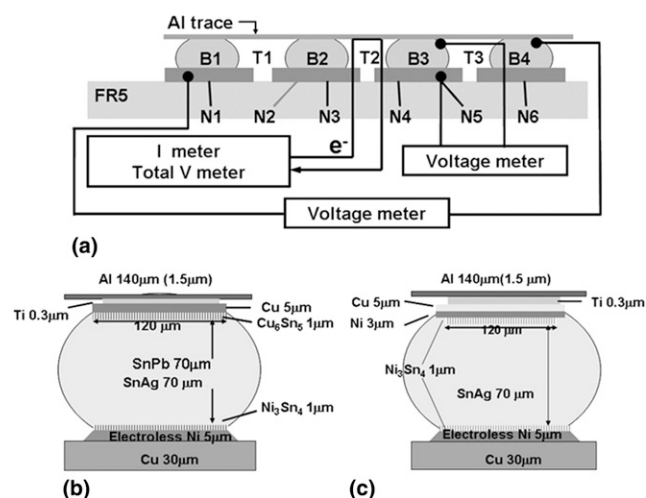 Al trace
B1 T1 B2 T2 B3 T3 B4
FR5
N1 N2 N3 N4 N5 N6
I meter
Total V meter
e-
Voltage meter
Voltage meter
(a)
Al 140μm (1.5μm)
Ti 0.3μm
Cu 5μm
Cu6Sn5 1μm
120 μm
SnPb 70μm
SnAg 70 μm
Ni3Sn4 1μm
Electroless Ni 5μm
Cu 30μm
(b)
Al 140μm(1.5 μm)
Cu 5μm
Ti 0.3μm
Ni 3μm
120 μm
Ni3Sn4 1μm
SnAg 70 μm
Electroless Ni 5μm
Cu 30μm
(c)